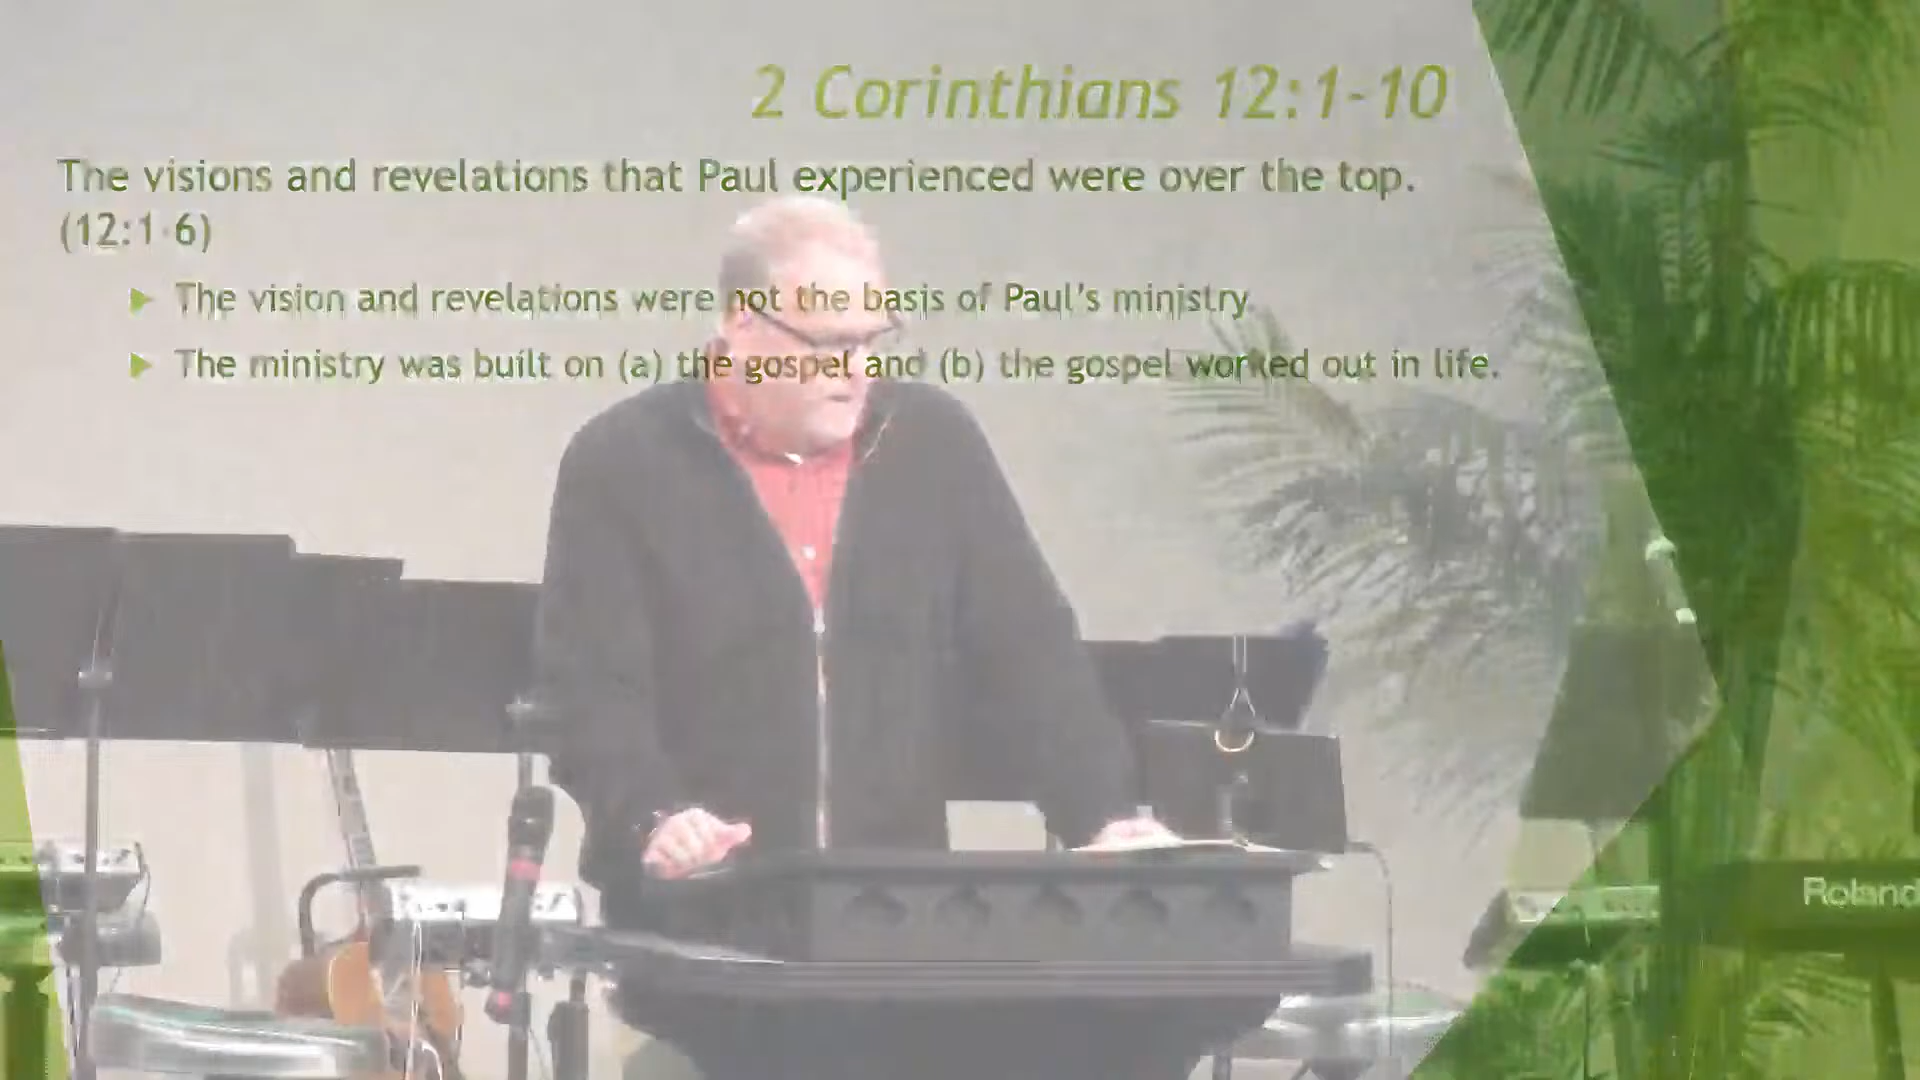 2 Corinthians 12:1-10
The visions and revelations that Paul experienced were over the top.
(12:1-6)
The vision and revelations were not the basis of Paul's ministry.
The ministry was built on (a) the gospel and (b) the gospel worked out in life.
Roland